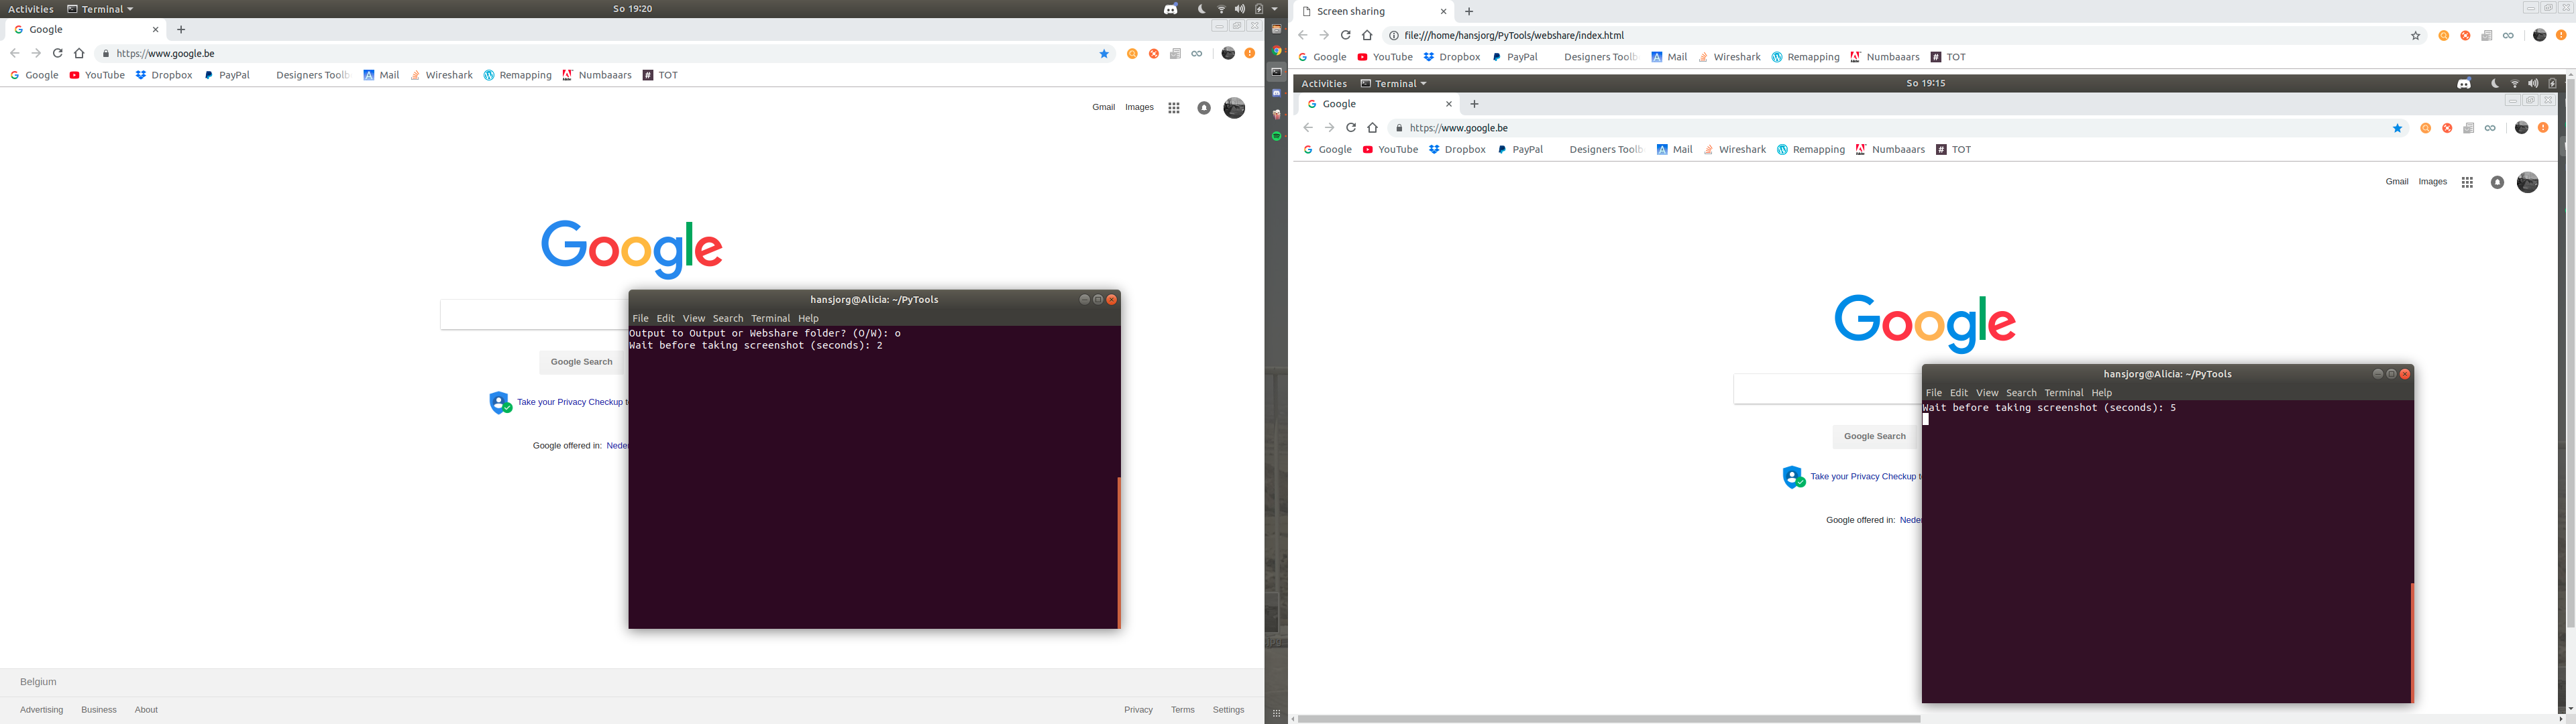 Activities Terminal So 19:20
Google
https://www.google.be
Google YouTube Dropbox PayPal Designers Toolb Mail Wireshark Remapping Numbaaars TOT
Gmail Images
Google
hansjorg@Alicia: ~/PyTools
File Edit View Search Terminal Help
Output to Output or Webshare folder? (O/W): o
Wait before taking screenshot (seconds): 2
Google Search
Take your Privacy Checkup t
Google offered in: Neder
Belgium
Advertising Business About Privacy Terms Settings
Screen sharing
file:///home/hansjorg/PyTools/webshare/index.html
Google YouTube Dropbox PayPal Designers Toolb Mail Wireshark Remapping Numbaaars TOT
Activities Terminal So 19:15
Google
https://www.google.be
Google YouTube Dropbox PayPal Designers Toolb Mail Wireshark Remapping Numbaaars TOT
Gmail Images
Google
hansjorg@Alicia: ~/PyTools
File Edit View Search Terminal Help
Wait before taking screenshot (seconds): 5
Google Search
Take your Privacy Checkup t
Google offered in: Neder